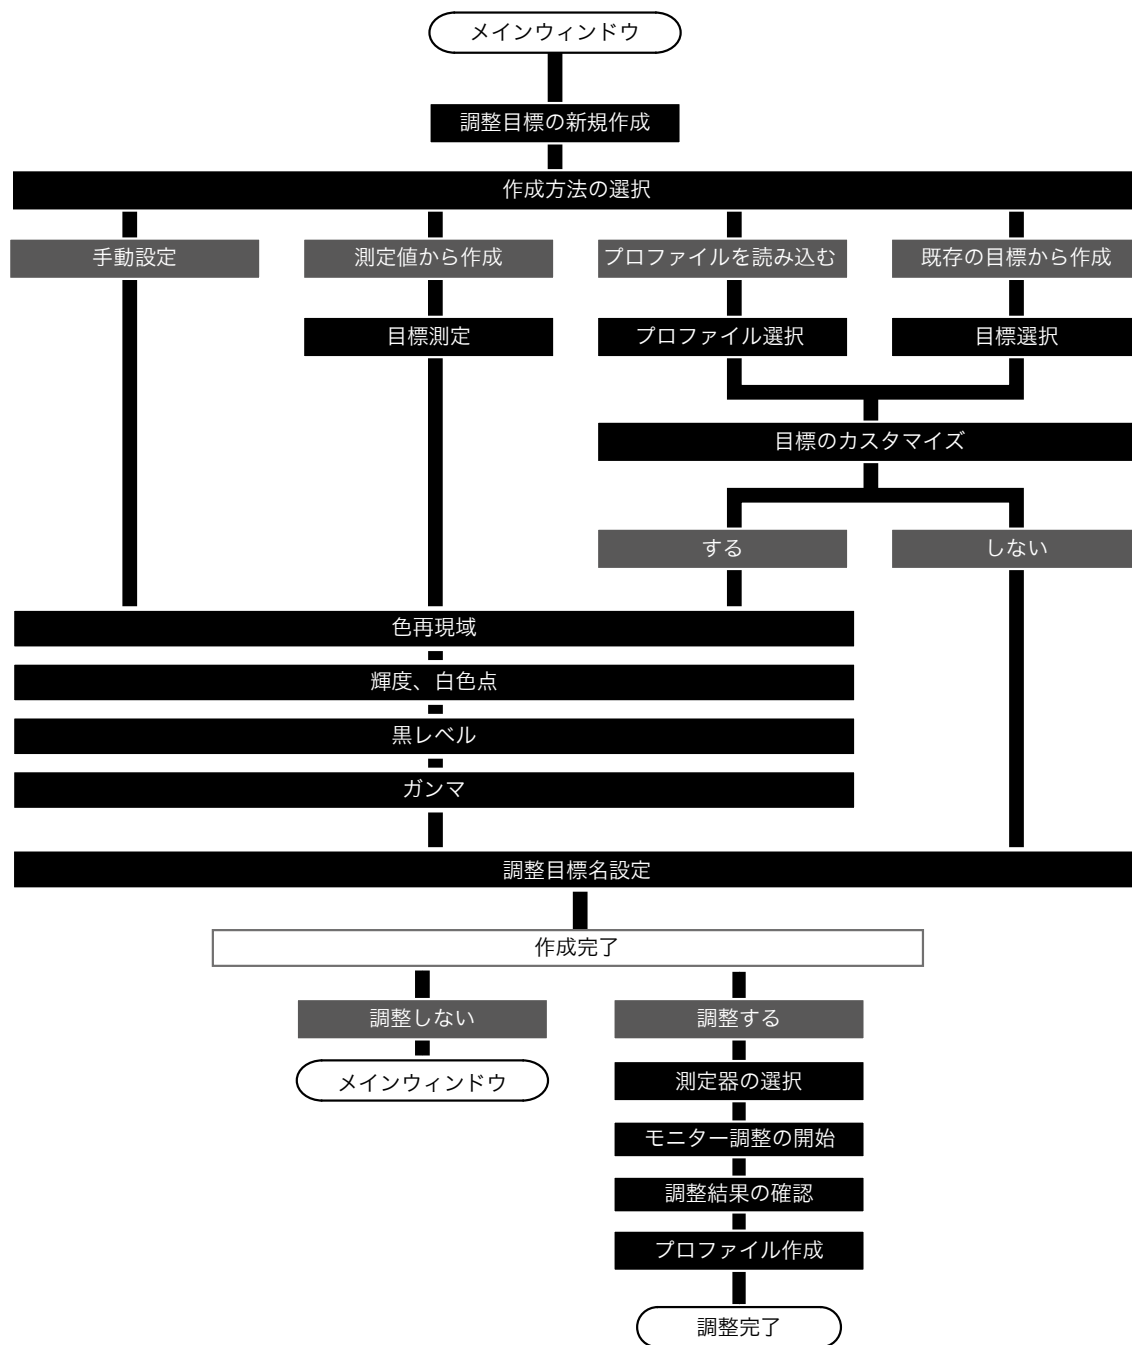 メインウィンドウ
調整目標の新規作成
作成方法の選択
手動設定
測定値から作成
プロファイルを読み込む
既存の目標から作成
目標測定
プロファイル選択
目標選択
目標のカスタマイズ
する
しない
色再現域
輝度、白色点
黒レベル
ガンマ
調整目標名設定
作成完了
調整しない
調整する
メインウィンドウ
測定器の選択
モニター調整の開始
調整結果の確認
プロファイル作成
調整完了